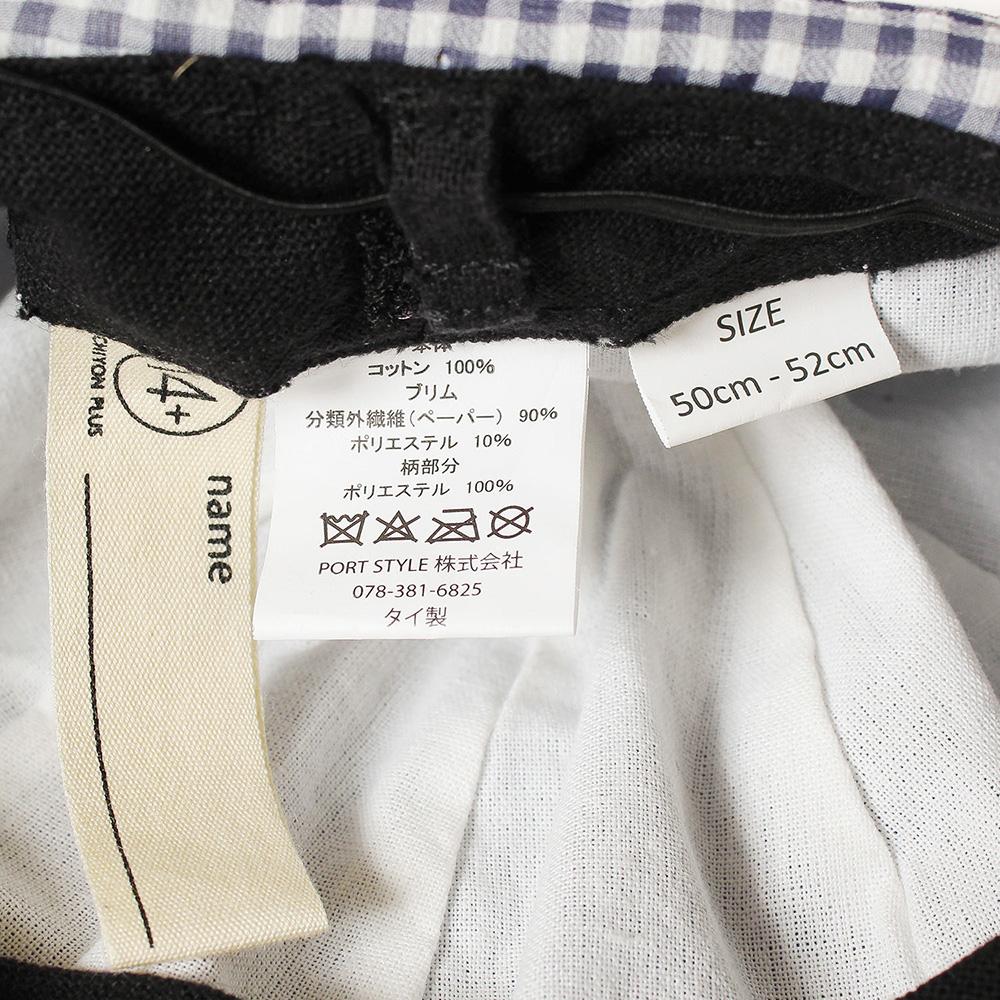 14+
CHIYON PLUS
name
本体
コットン 100%
ブリム
分類外繊維(ペーパー) 90%
ポリエステル 10%
柄部分
ポリエステル 100%
PORT STYLE 株式会社
078-381-6825
タイ製
SIZE
50cm - 52cm